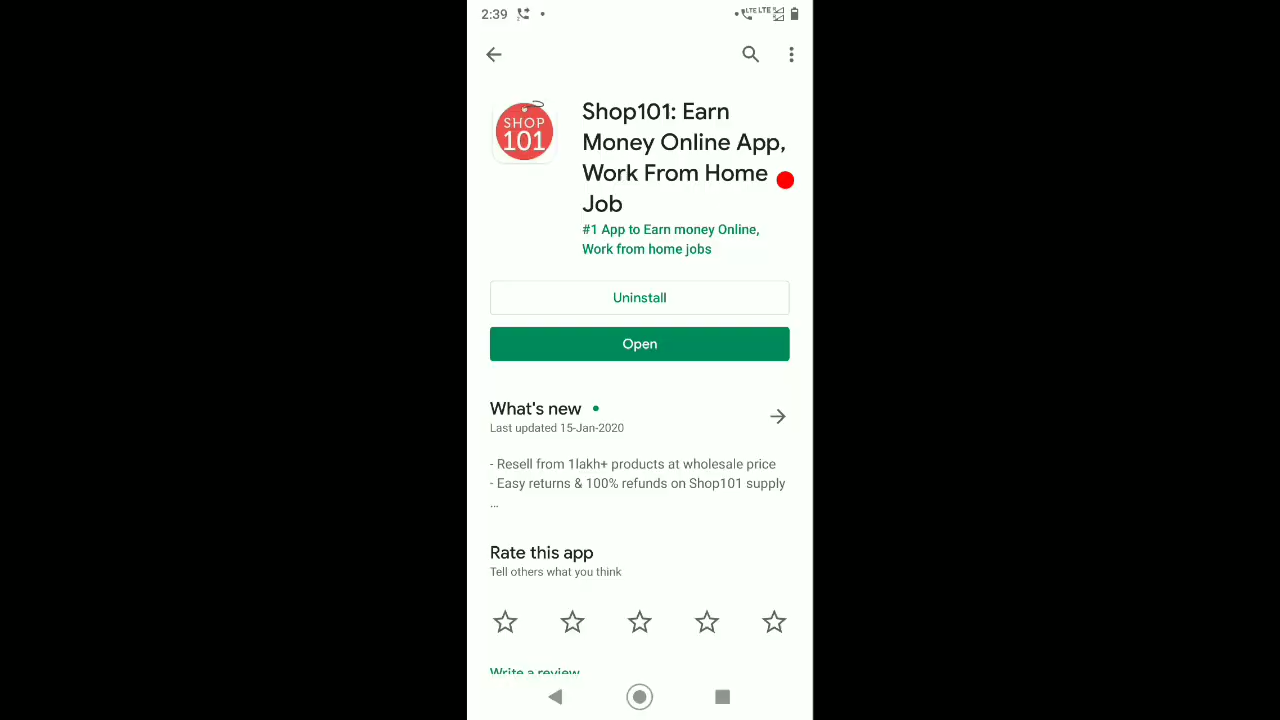 2:39 LTE LTE
SHOP
101
Shop101: Earn
Money Online App,
Work From Home
Job
#1 App to Earn money Online,
Work from home jobs
Uninstall
Open
What's new
Last updated 15-Jan-2020
- Resell from 1lakh+ products at wholesale price
- Easy returns & 100% refunds on Shop101 supply
...
Rate this app
Tell others what you think
Write a review